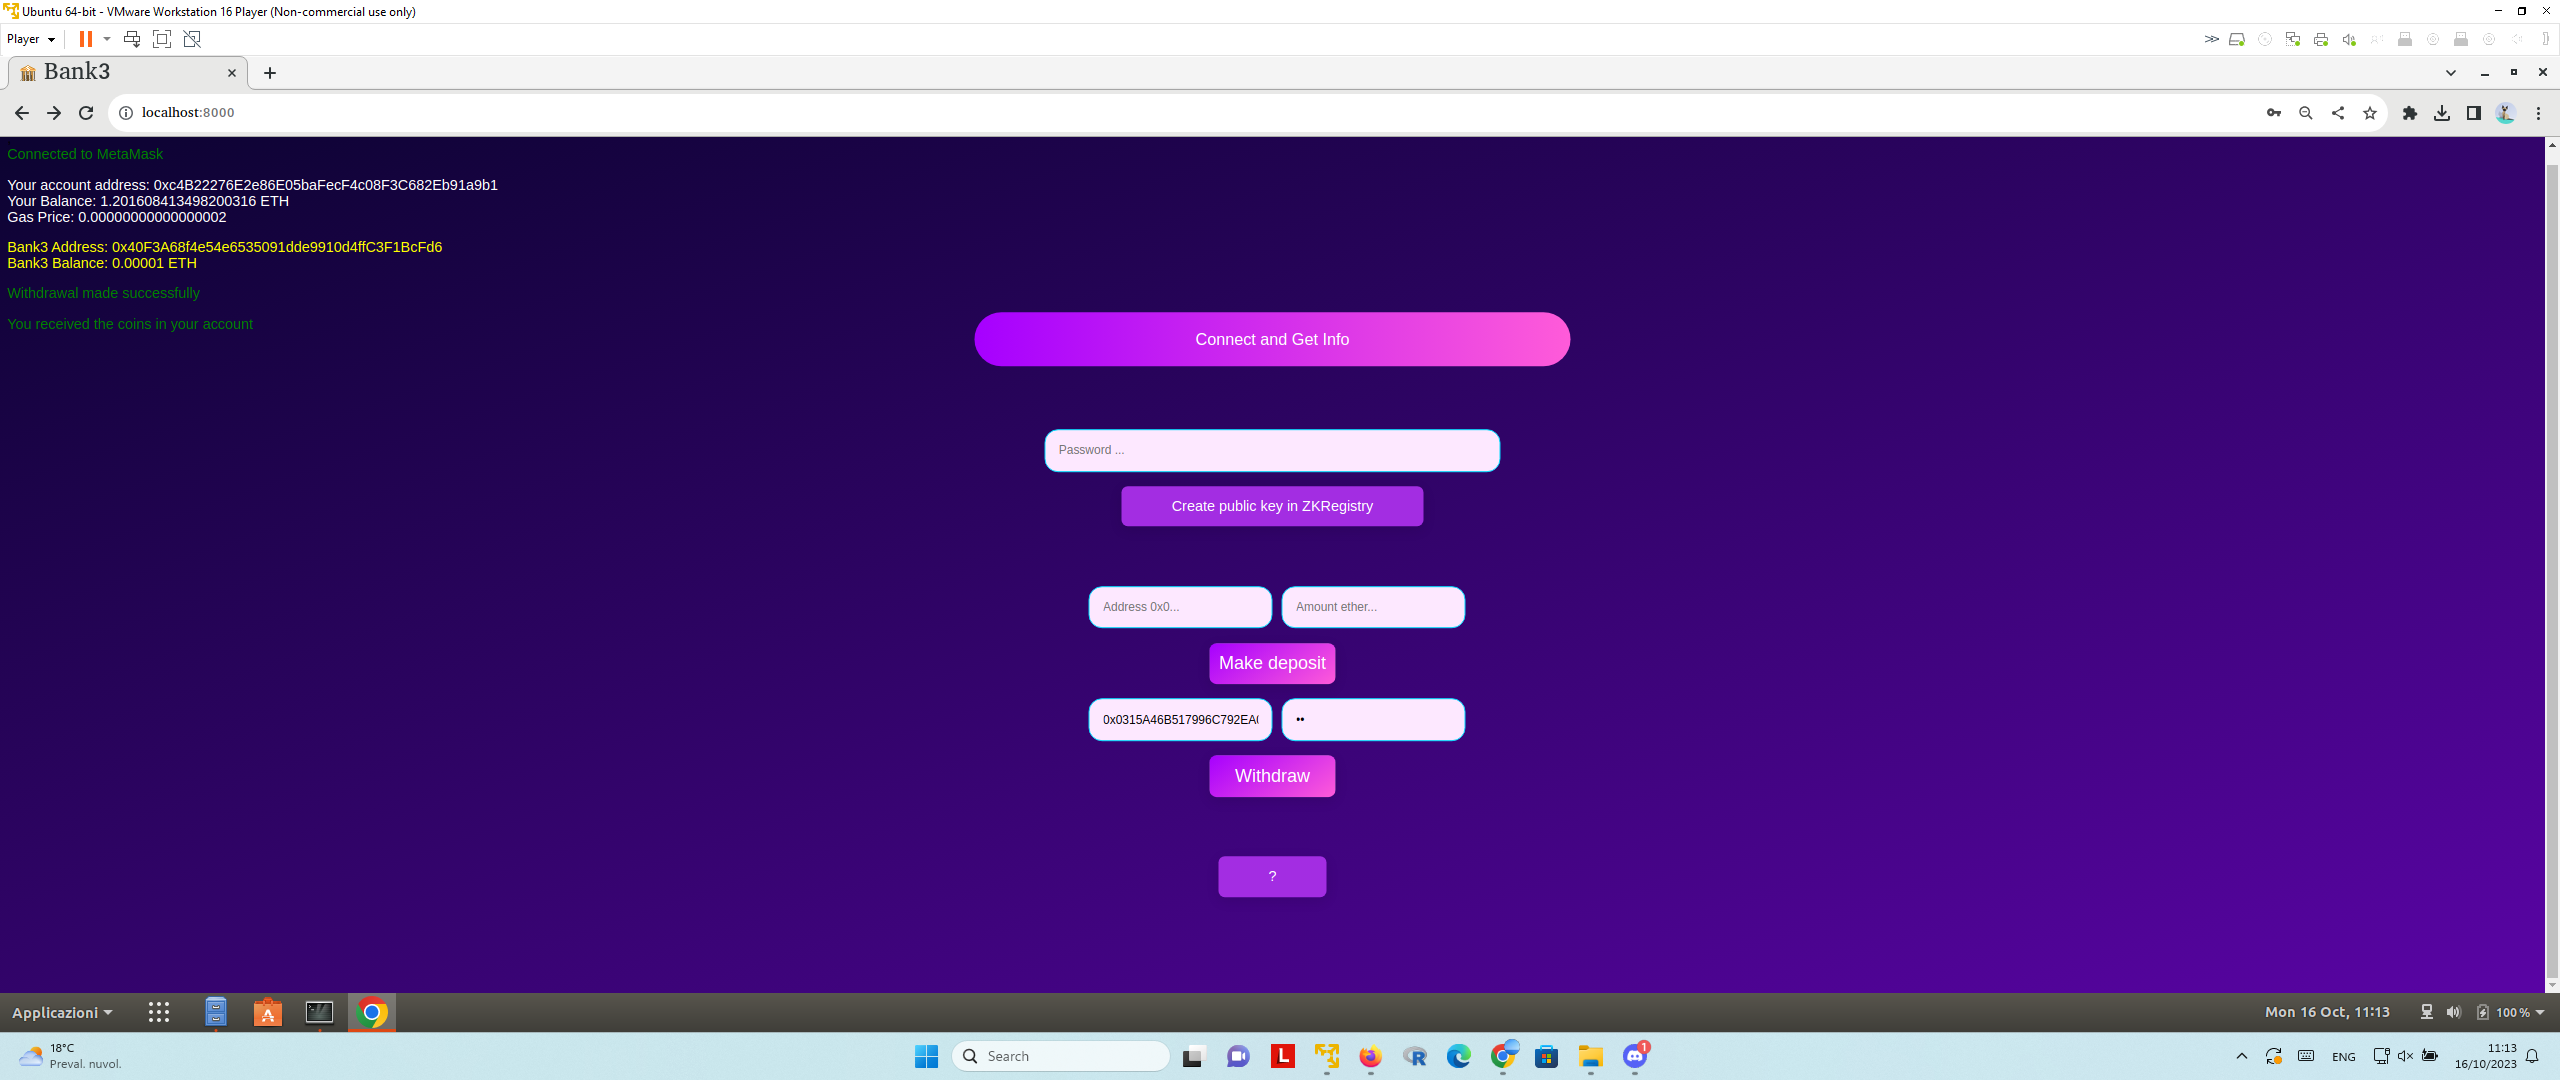 Ubuntu 64-bit - VMware Workstation 16 Player (Non-commercial use only)
Player
Bank3
localhost:8000
Connected to MetaMask
Your account address: 0xc4B22276E2e86E05baFecF4c08F3C682Eb91a9b1
Your Balance: 1.201608413498200316 ETH
Gas Price: 0.00000000000000002
Bank3 Address: 0x40F3A68f4e54e6535091dde9910d4ffC3F1BcFd6
Bank3 Balance: 0.00001 ETH
Withdrawal made successfully
You received the coins in your account
Connect and Get Info
Password ...
Create public key in ZKRegistry
Address 0x0...
Amount ether...
Make deposit
0x0315A46B517996C792EA
••
Withdraw
?
Applicazioni
Mon 16 Oct, 11:13
100 %
18°C
Preval. nuvol.
Search
L
R
1
ENG
11:13
16/10/2023